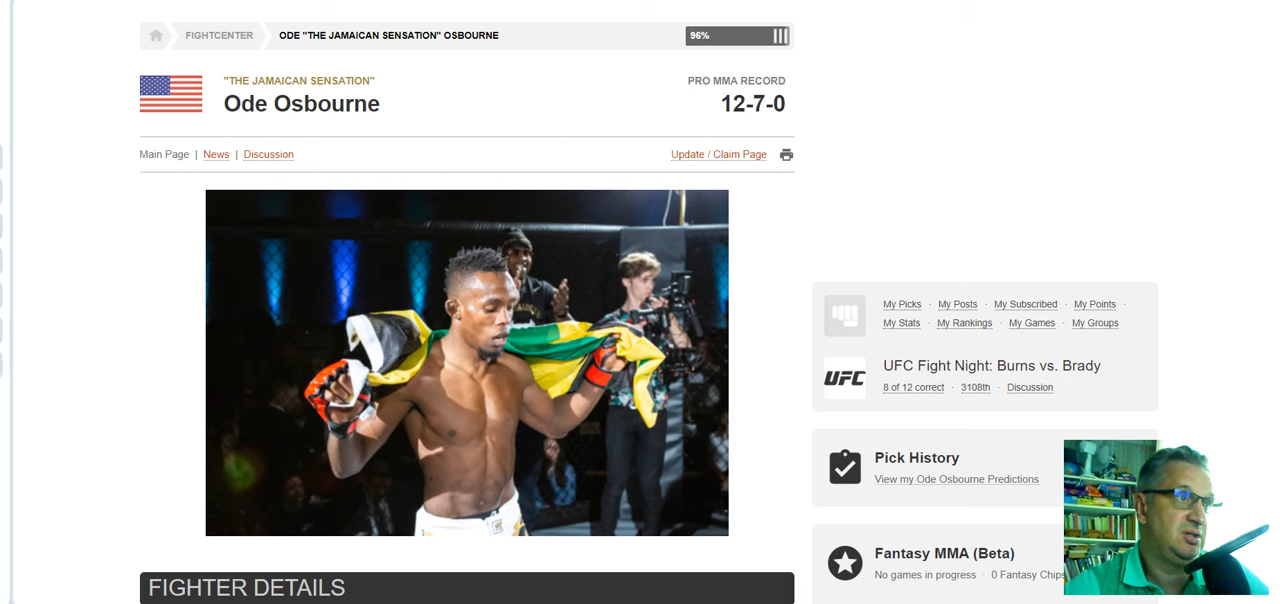 FIGHTCENTER ODE "THE JAMAICAN SENSATION" OSBOURNE 96%
"THE JAMAICAN SENSATION"
Ode Osbourne
PRO MMA RECORD
12-7-0
Main Page | News | Discussion
Update / Claim Page
My Picks · My Posts · My Subscribed · My Points ·
My Stats · My Rankings · My Games · My Groups
UFC
UFC Fight Night: Burns vs. Brady
8 of 12 correct · 3108th · Discussion
Pick History
View my Ode Osbourne Predictions
Fantasy MMA (Beta)
No games in progress · 0 Fantasy Chips
FIGHTER DETAILS